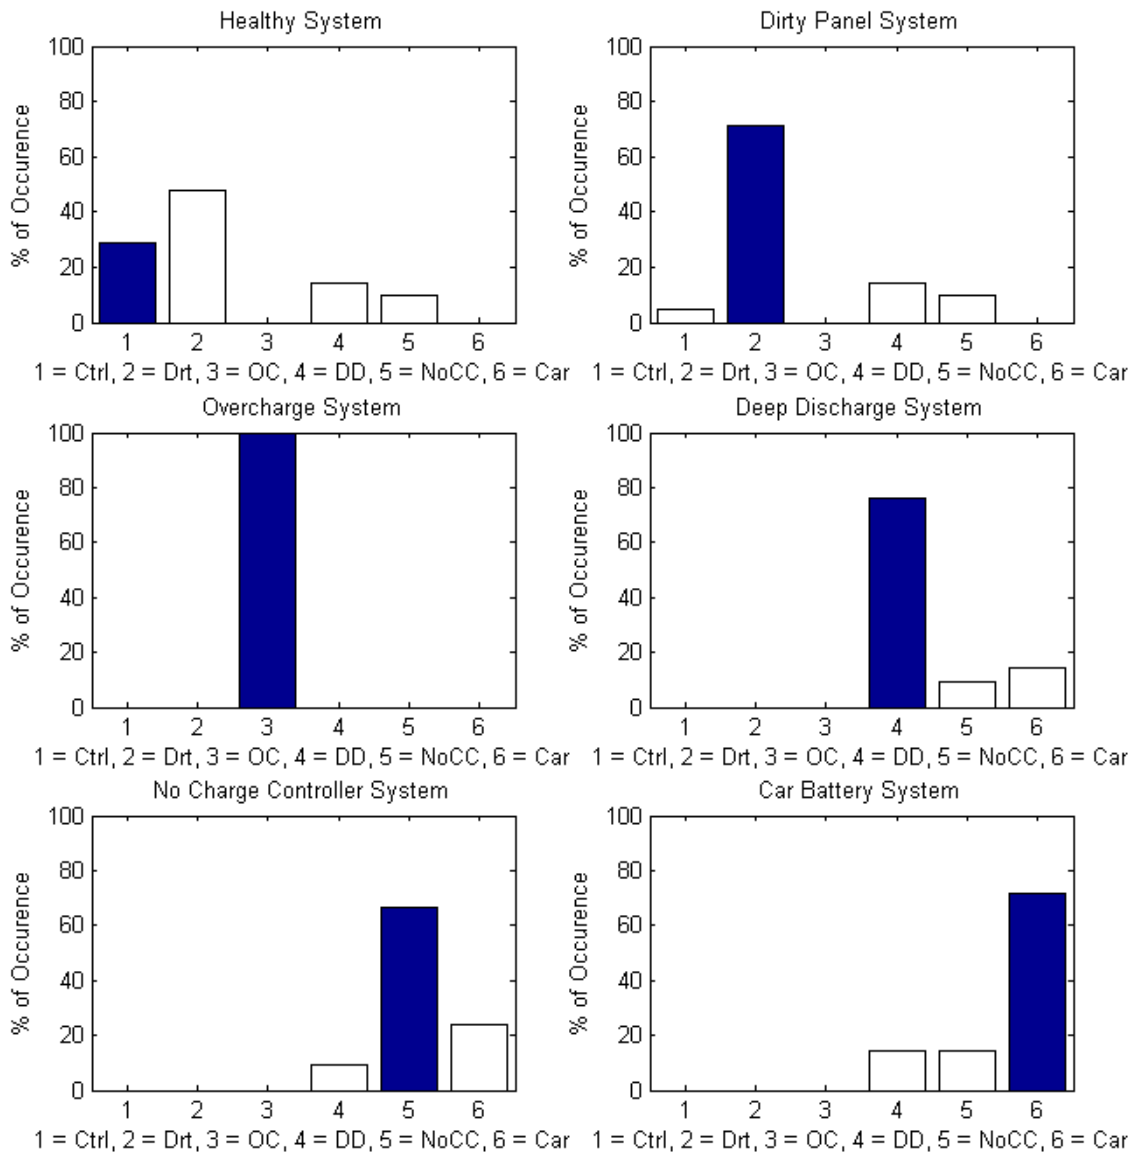 Healthy System
Dirty Panel System
% of Occurence
100
80
60
40
20
0
1 2 3 4 5 6
1 = Ctrl, 2 = Drt, 3 = OC, 4 = DD, 5 = NoCC, 6 = Car
% of Occurence
100
80
60
40
20
0
1 2 3 4 5 6
1 = Ctrl, 2 = Drt, 3 = OC, 4 = DD, 5 = NoCC, 6 = Car
Overcharge System
Deep Discharge System
% of Occurence
100
80
60
40
20
0
1 2 3 4 5 6
1 = Ctrl, 2 = Drt, 3 = OC, 4 = DD, 5 = NoCC, 6 = Car
% of Occurence
100
80
60
40
20
0
1 2 3 4 5 6
1 = Ctrl, 2 = Drt, 3 = OC, 4 = DD, 5 = NoCC, 6 = Car
No Charge Controller System
Car Battery System
% of Occurence
100
80
60
40
20
0
1 2 3 4 5 6
1 = Ctrl, 2 = Drt, 3 = OC, 4 = DD, 5 = NoCC, 6 = Car
% of Occurence
100
80
60
40
20
0
1 2 3 4 5 6
1 = Ctrl, 2 = Drt, 3 = OC, 4 = DD, 5 = NoCC, 6 = Car